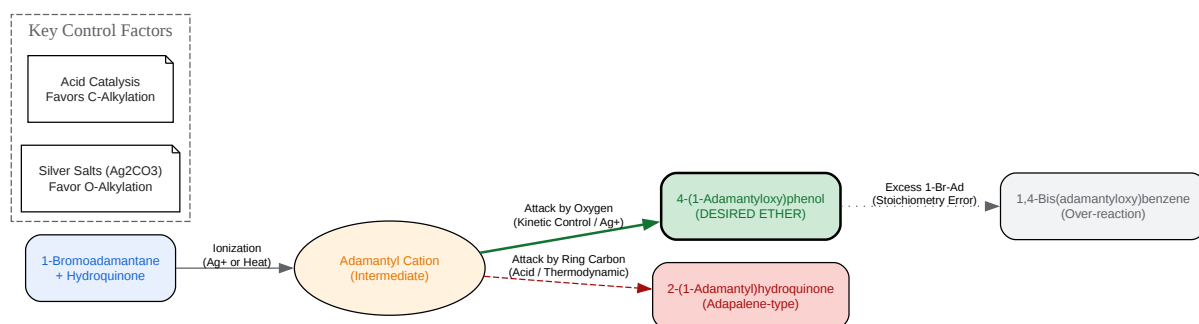 Key Control Factors
Acid Catalysis
Favors C-Alkylation
Silver Salts (Ag2CO3)
Favor O-Alkylation
1-Bromoadamantane
+ Hydroquinone
Ionization
(Ag+ or Heat)
Adamantyl Cation
(Intermediate)
Attack by Oxygen
(Kinetic Control / Ag+)
Attack by Ring Carbon
(Acid / Thermodynamic)
4-(1-Adamantyloxy)phenol
(DESIRED ETHER)
2-(1-Adamantyl)hydroquinone
(Adapalene-type)
Excess 1-Br-Ad
(Stoichiometry Error)
1,4-Bis(adamantyloxy)benzene
(Over-reaction)